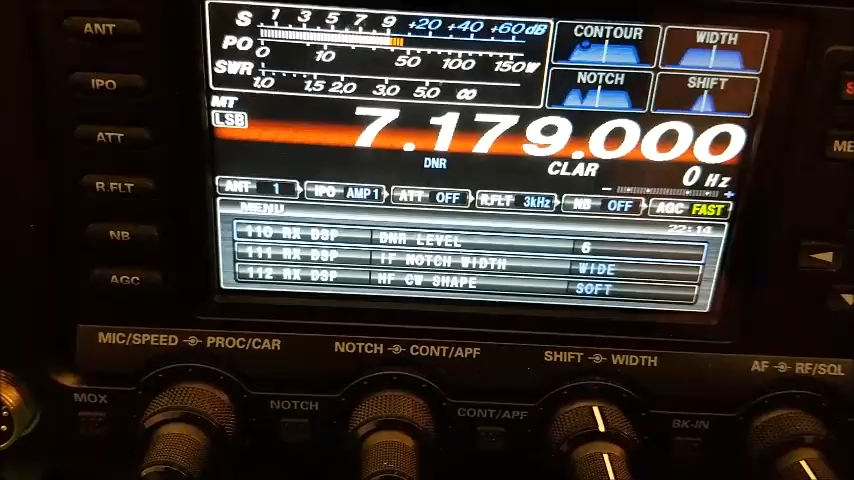 ANT
IPO
ATT
R.FLT
NB
AGC
S 1 3 5 7 9 +20 +40 +60dB
PO 0 10 50 100 150W
SWR 1.0 1.5 2.0 3.0 5.0 ∞
CONTOUR WIDTH
NOTCH SHIFT
MT
LSB 7.179.000
DNR CLAR 0 Hz
ANT 1 IPO AMP1 ATT OFF R.FLT 3kHz NB OFF AGC FAST
MENU 22:14
110 RX DSP DNR LEVEL 6
111 RX DSP IF NOTCH WIDTH WIDE
112 RX DSP HF CW SHAPE SOFT
S
ME
MIC/SPEED PROC/CAR NOTCH CONT/APF SHIFT WIDTH AF RF/SQL
MOX NOTCH CONT/APF BK-IN